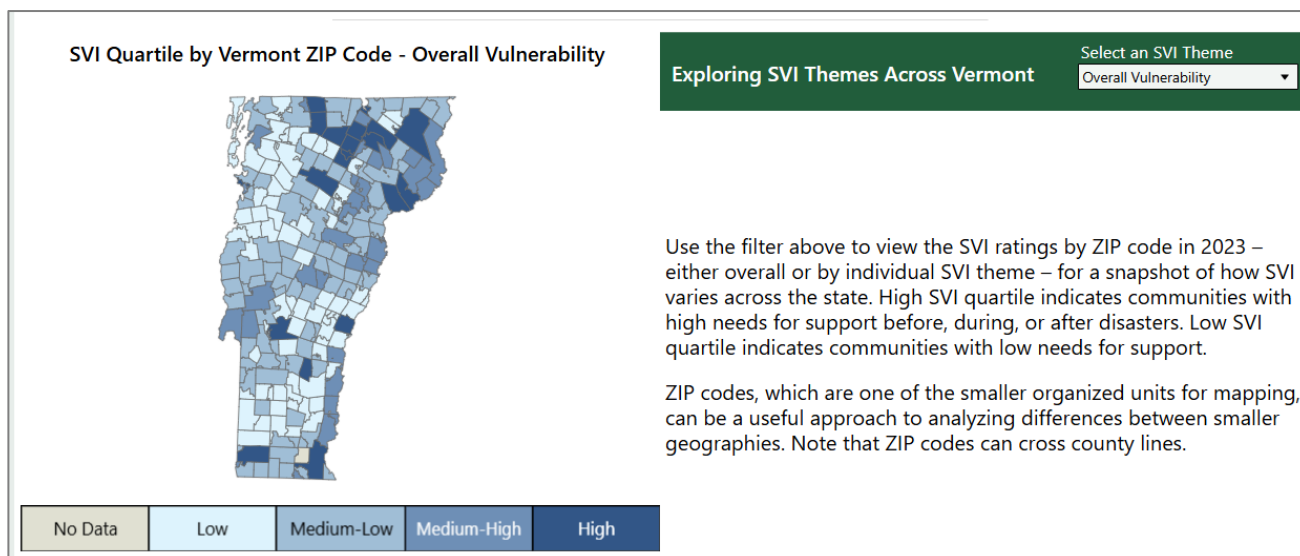 SVI Quartile by Vermont ZIP Code - Overall Vulnerability
No Data
Low
Medium-Low
Medium-High
High
Exploring SVI Themes Across Vermont
Select an SVI Theme
Overall Vulnerability
Use the filter above to view the SVI ratings by ZIP code in 2023 –
either overall or by individual SVI theme – for a snapshot of how SVI
varies across the state. High SVI quartile indicates communities with
high needs for support before, during, or after disasters. Low SVI
quartile indicates communities with low needs for support.
ZIP codes, which are one of the smaller organized units for mapping,
can be a useful approach to analyzing differences between smaller
geographies. Note that ZIP codes can cross county lines.